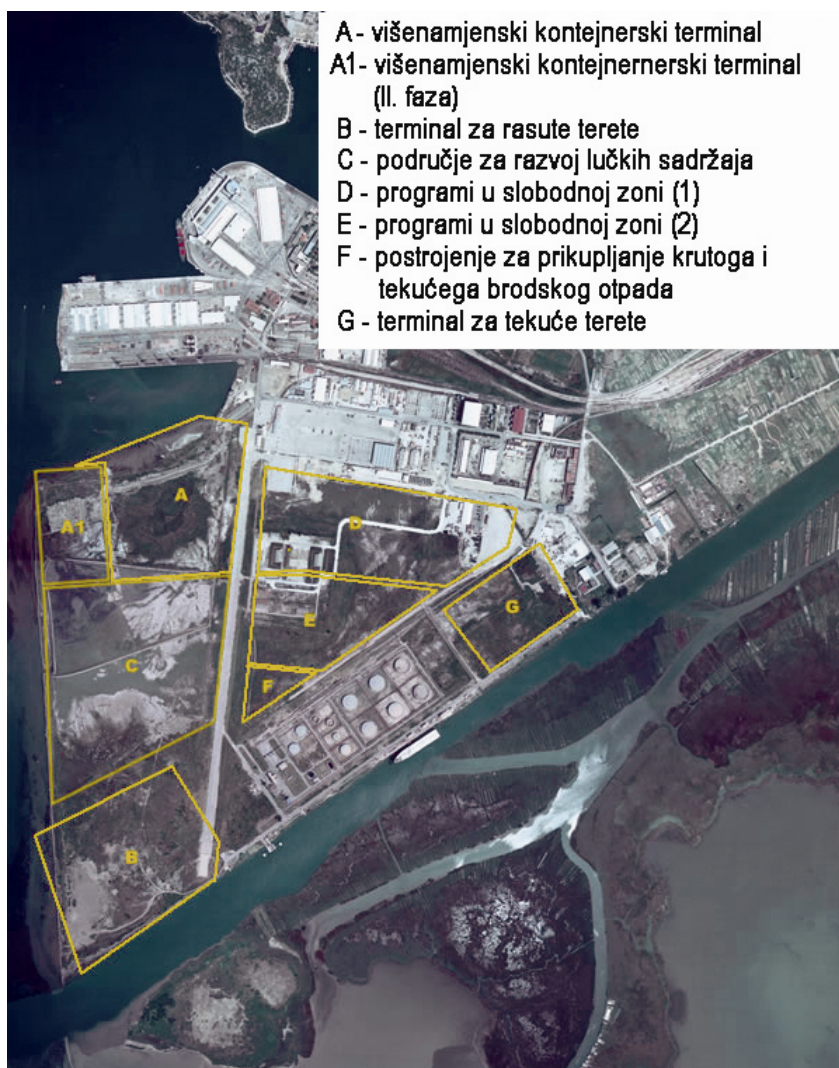 A - višenamjenski kontejnerski terminal
A1- višenamjenski kontejnernerski terminal
(II. faza)
B - terminal za rasute terete
C - područje za razvoj lučkih sadržaja
D - programi u slobodnoj zoni (1)
E - programi u slobodnoj zoni (2)
F - postrojenje za prikupljanje krutoga i
tekućega brodskog otpada
G - terminal za tekuće terete
A
A1
D
G
E
C
F
B